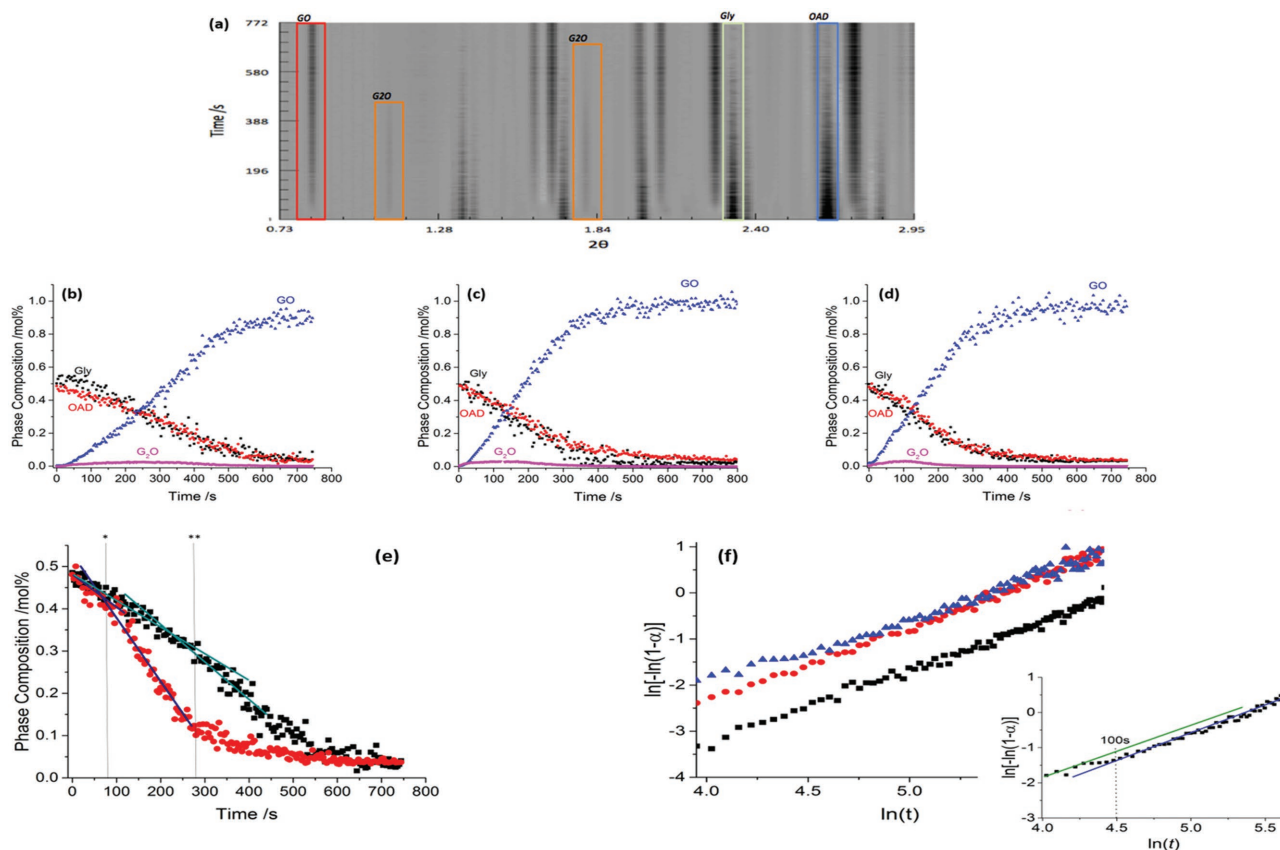 (a)
GO
G2O
G2O
Gly
OAD
772
580
388
196
Time /s
0.73 1.28 1.84 2.40 2.95
2θ
(b)
GO
Gly
OAD
G₂O
1.0
0.8
0.6
0.4
0.2
0.0
Phase Composition /mol%
0 100 200 300 400 500 600 700 800
Time /s
(c)
GO
Gly
OAD
G₂O
1.0
0.8
0.6
0.4
0.2
0.0
Phase Composition /mol%
0 100 200 300 400 500 600 700 800
Time /s
(d)
GO
Gly
OAD
G₂O
1.0
0.8
0.6
0.4
0.2
0.0
Phase Composition /mol%
0 100 200 300 400 500 600 700 800
Time /s
* **
(e)
0.5
0.4
0.3
0.2
0.1
0.0
Phase Composition /mol%
0 100 200 300 400 500 600 700 800
Time /s
(f)
1
0
-1
-2
-3
-4
ln[-ln(1-α)]
4.0 4.5 5.0
ln(t)
100s
1
0
-1
-2
-3
ln[-ln(1-α)]
4.0 4.5 5.0 5.5
ln(t)